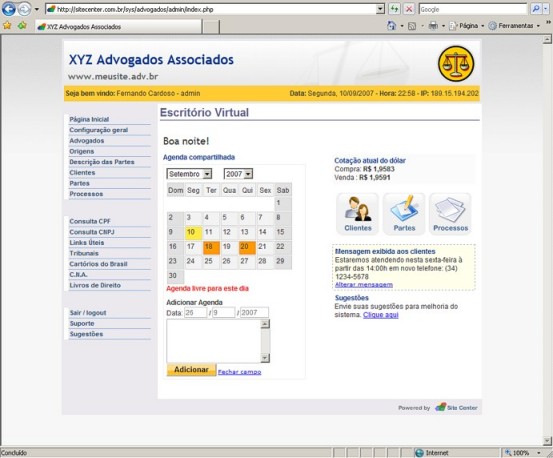 http://sitecenter.com.br/sys/advogados/admin/index.php
Google
XYZ Advogados Associados
Página
Ferramentas
XYZ Advogados Associados
www.meusite.adv.br
Seja bem vindo: Fernando Cardoso - admin
Data: Segunda, 10/09/2007 - Hora: 22:58 - IP: 189.15.194.202
Página Inicial
Configuração geral
Advogados
Origens
Descrição das Partes
Clientes
Partes
Processos
Consulta CPF
Consulta CNPJ
Links Úteis
Tribunais
Cartórios do Brasil
C.N.A.
Livros de Direito
Sair / logout
Suporte
Sugestões
Escritório Virtual
Boa noite!
Agenda compartilhada
Setembro 2007
Dom Seg Ter Qua Qui Sex Sab
1
2 3 4 5 6 7 8
9 10 11 12 13 14 15
16 17 18 19 20 21 22
23 24 25 26 27 28 29
30
Agenda livre para este dia
Adicionar Agenda
Data: 25 / 9 / 2007
Adicionar Fechar campo
Cotação atual do dólar
Compra: R$ 1,9583
Venda : R$ 1,9591
Clientes Partes Processos
Mensagem exibida aos clientes
Estaremos atendendo nesta sexta-feira à
partir das 14:00h em novo telefone: (34)
1234-5678
Alterar mensagem
Sugestões
Envie suas sugestões para melhoria do
sistema. Clique aqui
Powered by Site Center
Concluído
Internet
100%